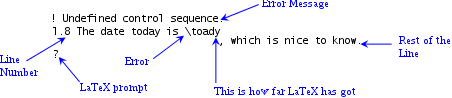 Error Message
! Undefined control sequence
l.8 The date today is \toady
, which is nice to know.
Rest of the
Line
Line
Number
?
Error
LaTeX prompt
This is how far LaTeX has got